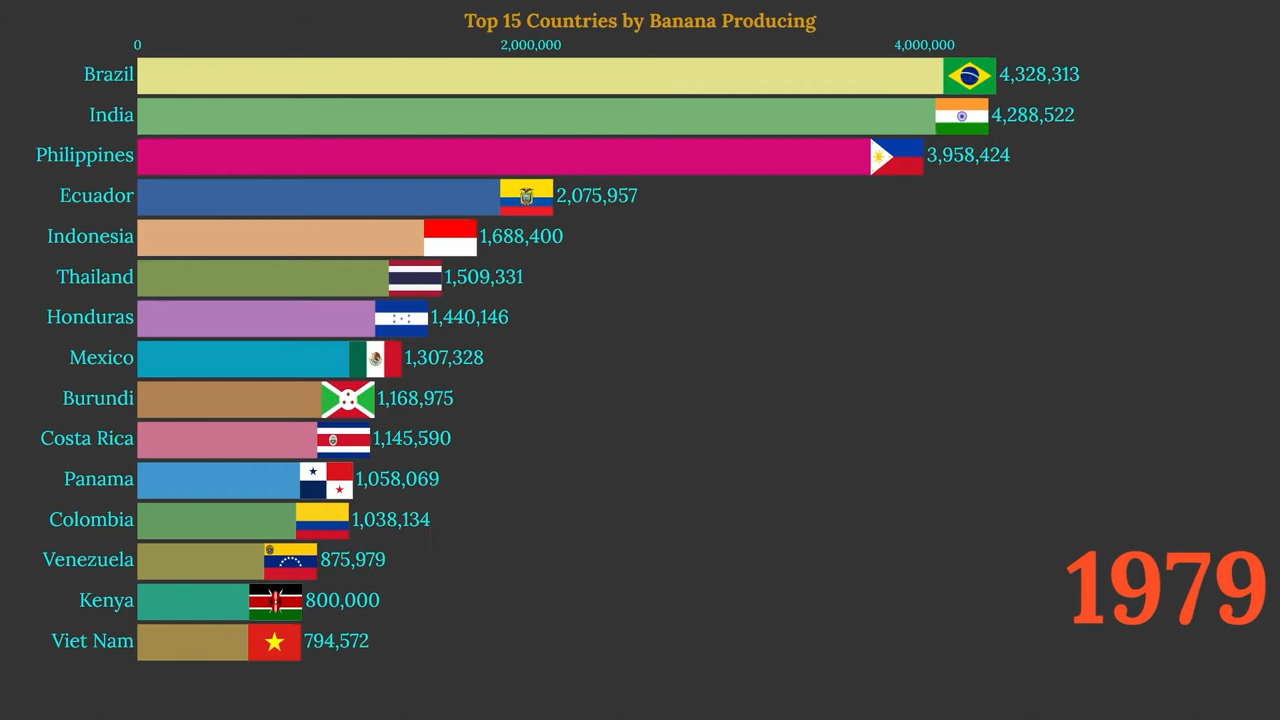 Top 15 Countries by Banana Producing
0 2,000,000 4,000,000
Brazil 4,328,313
India 4,288,522
Philippines 3,958,424
Ecuador 2,075,957
Indonesia 1,688,400
Thailand 1,509,331
Honduras 1,440,146
Mexico 1,307,328
Burundi 1,168,975
Costa Rica 1,145,590
Panama 1,058,069
Colombia 1,038,134
Venezuela 875,979
Kenya 800,000
Viet Nam 794,572
1979